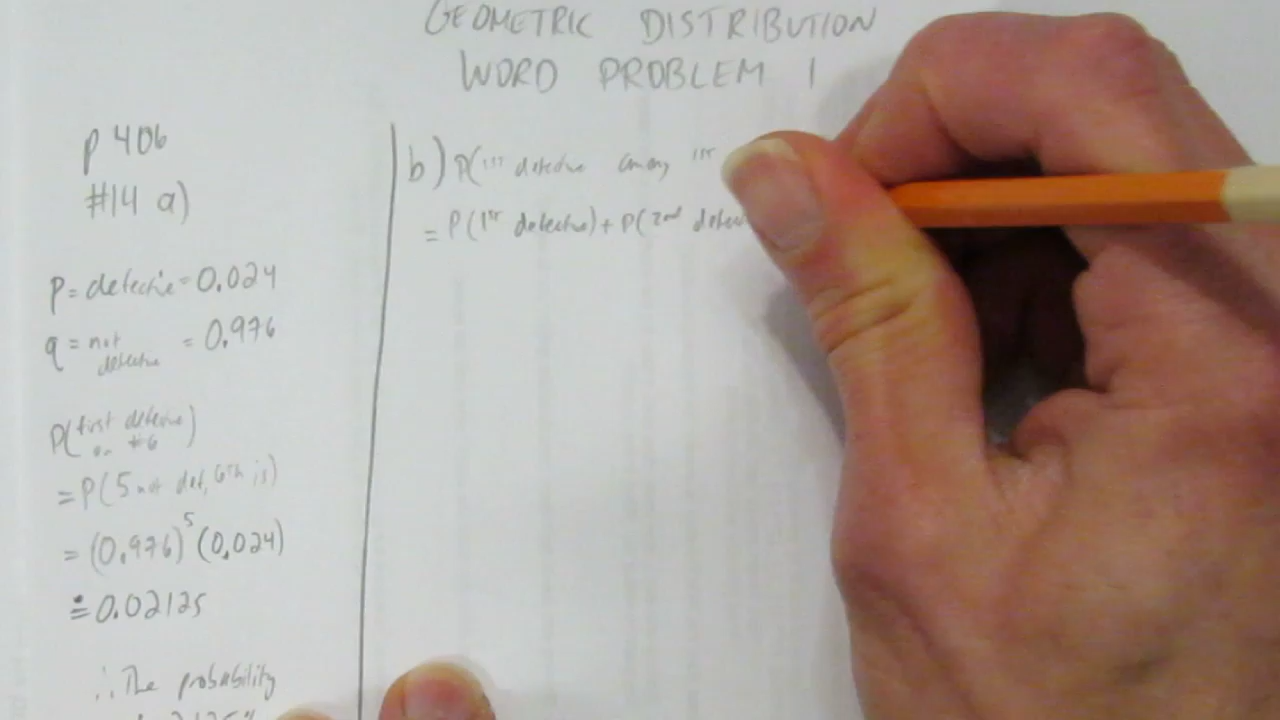 GEOMETRIC DISTRIBUTION
WORD PROBLEM 1
p 406
#14 a)
p = defective = 0.024
q = not defective = 0.976
P(first defective on #6)
= P(5 not def, 6th is)
= (0.976)^5 (0.024)
≐ 0.02125
∴ The probability
b) P(1st defective among 1st
= P(1st defective) + P(2nd